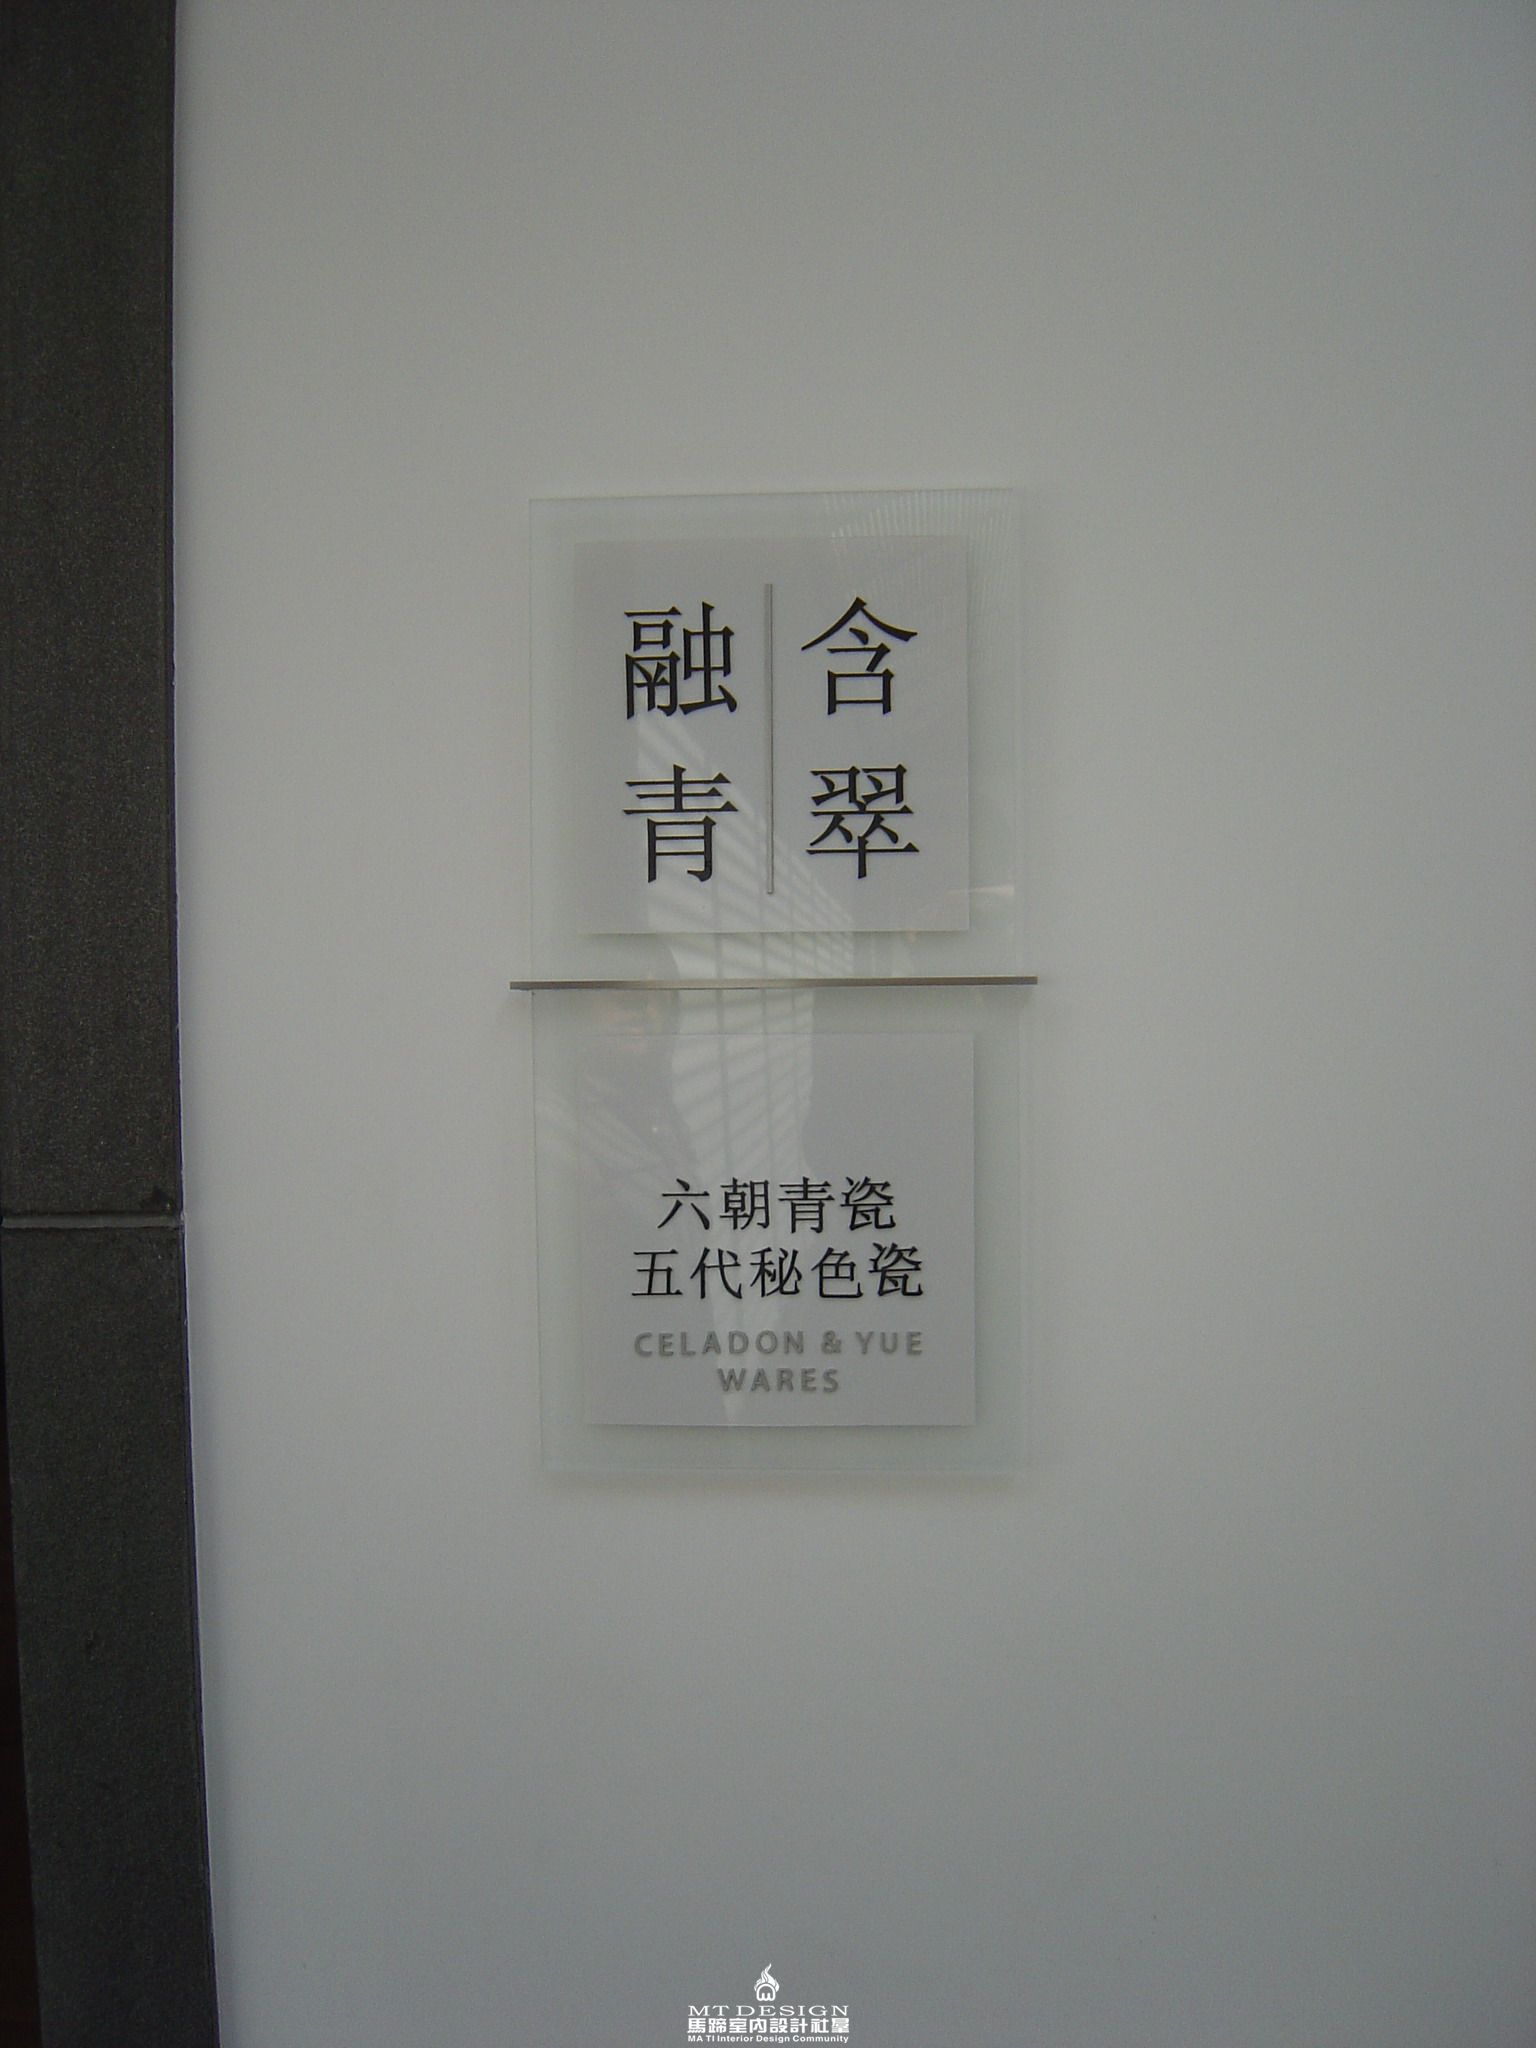 含翠
融青
六朝青瓷
五代秘色瓷
CELADON & YUE
WARES
MT DESIGN
馬蹄室內設計社
MA TI Interior Design Community